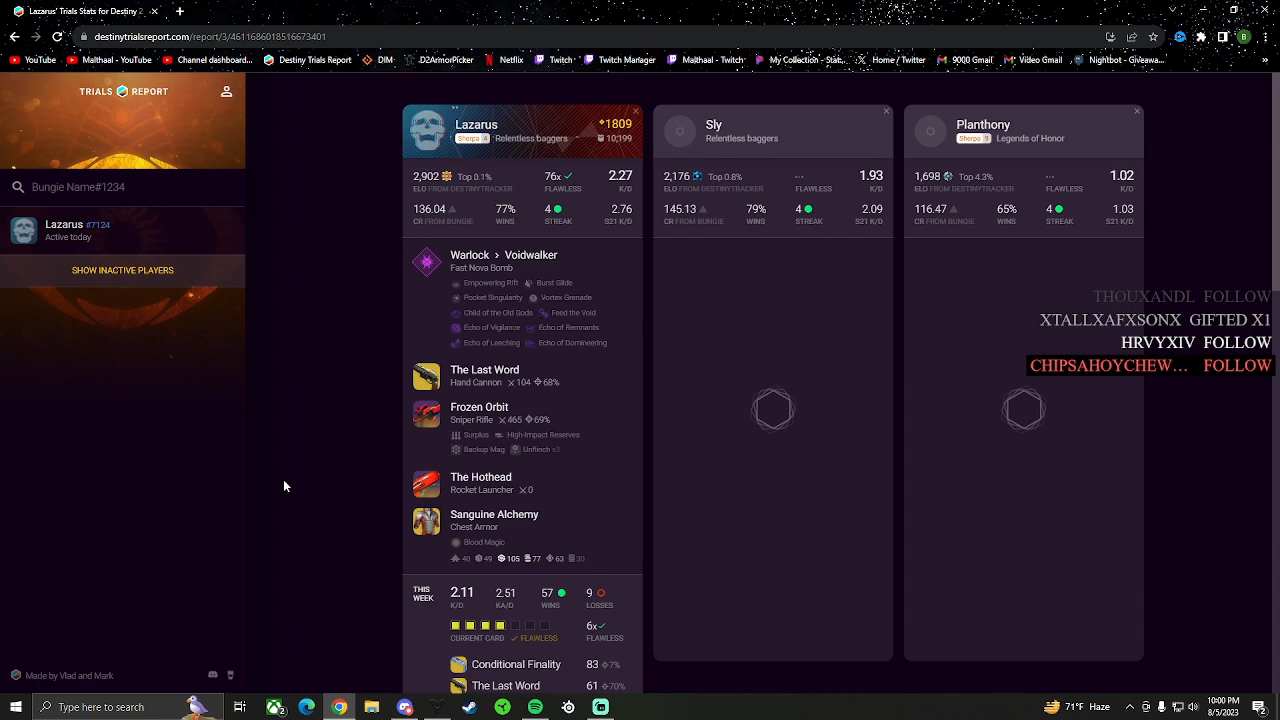 Lazarus' Trials Stats for Destiny 2
destinytrialreport.com/report/3/4611686018516673401
YouTube Malthaal - YouTube Channel dashboard... Destiny Trials Report DIM D2ArmorPicker Netflix Twitch Twitch Marlager Malthaal - Twitch My Collection - Stats... Home / Twitter 9000 Gmail Video Gmail Nightbot - Giveawa... »
TRIALS REPORT
Bungie Name#1234
Lazarus #7124
Active today
SHOW INACTIVE PLAYERS
Made by Vlad and Mark
Lazarus 1809
Sherpa 4 Relentless baggers 10,199
2,902 Top 0.1% 76x 2.27
ELO FROM DESTINYTRACKER FLAWLESS K/D
136.04 77% 4 2.76
CR FROM BUNGIE WINS STREAK S21 K/D
Warlock › Voidwalker
Fast Nova Bomb
Empowering Rift Burst Glide
Pocket Singularity Vortex Grenade
Child of the Old Gods Feed the Void
Echo of Vigilance Echo of Remnants
Echo of Leeching Echo of Domineering
The Last Word
Hand Cannon 104 68%
Frozen Orbit
Sniper Rifle 465 69%
Surplus High-Impact Reserves
Backup Mag Unflinch x3
The Hothead
Rocket Launcher 0
Sanguine Alchemy
Chest Armor
Blood Magic
40 49 105 77 63 30
THIS WEEK 2.11 2.51 57 9
K/D KA/D WINS LOSSES
6x
CURRENT CARD FLAWLESS FLAWLESS
Conditional Finality 83 7%
The Last Word 61 70%
Sly
Relentless baggers
2,176 Top 0.8% ... 1.93
ELO FROM DESTINYTRACKER FLAWLESS K/D
145.13 79% 4 2.09
CR FROM BUNGIE WINS STREAK S21 K/D
Planthony
Sherpa 9 Legends of Honor
1,698 Top 4.3% ... 1.02
ELO FROM DESTINYTRACKER FLAWLESS K/D
116.47 65% 4 1.03
CR FROM BUNGIE WINS STREAK S21 K/D
THOUXANDL FOLLOW
XTALLXAFXSONX GIFTED X1
HRVYXIV FOLLOW
CHIPSAHOYCHEW... FOLLOW
Type here to search
71°F Haze
10:00 PM
8/5/2023